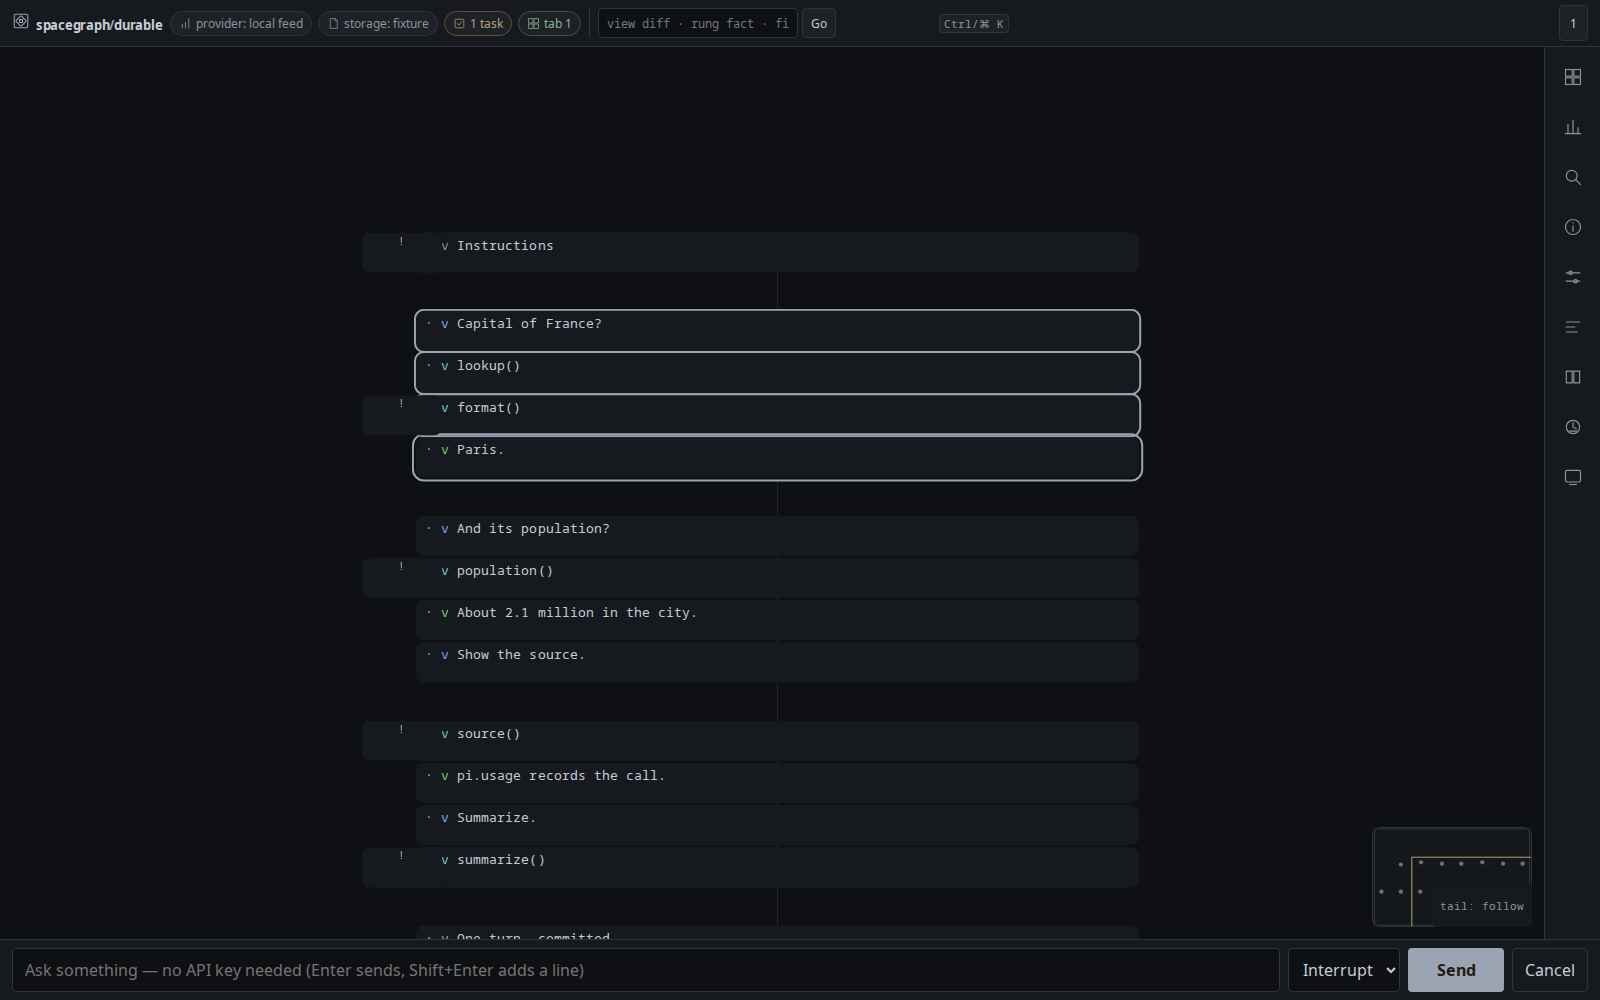 spacegraph/durable provider: local feed storage: fixture 1 task tab 1 view diff · rung fact · fi Go Ctrl/⌘ K 1
! v Instructions
· v Capital of France?
· v lookup()
! v format()
· v Paris.
· v And its population?
! v population()
· v About 2.1 million in the city.
· v Show the source.
! v source()
· v pi.usage records the call.
· v Summarize.
! v summarize()
· v One turn, committed
tail: follow
Ask something — no API key needed (Enter sends, Shift+Enter adds a line) Interrupt Send Cancel